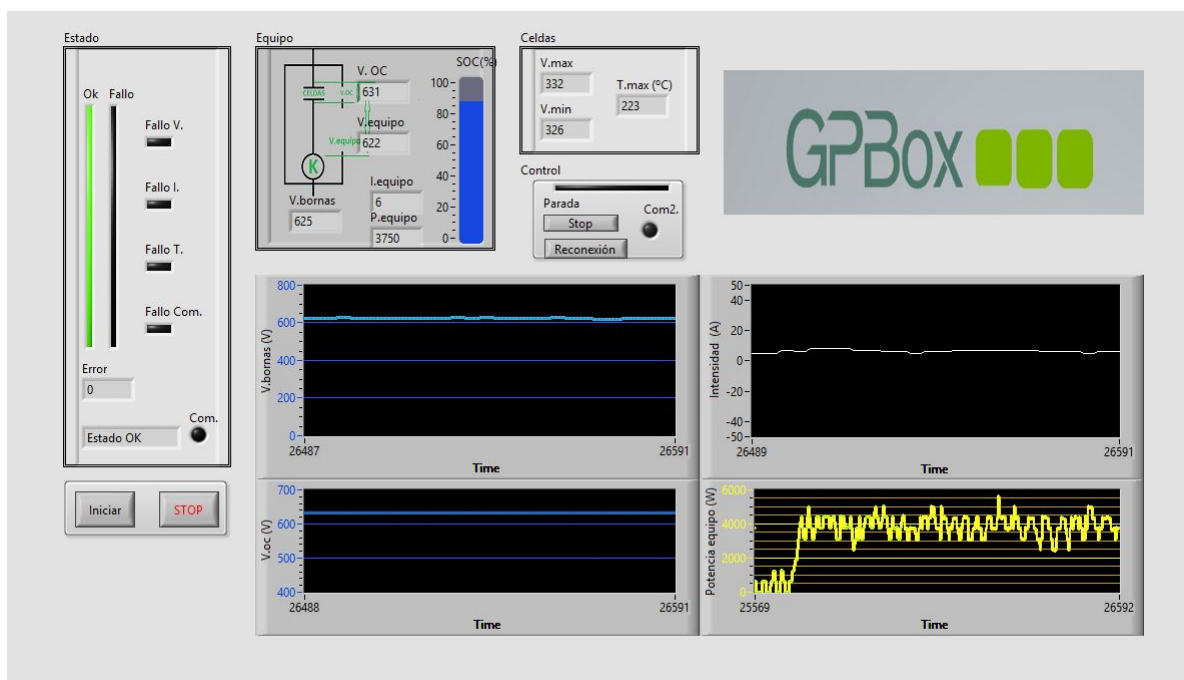 Estado
Ok Fallo
Fallo V.
Fallo I.
Fallo T.
Fallo Com.
Error
0
Com.
Estado OK
Iniciar
STOP
Equipo
SOC(%)
V. OC
CELDAS
V.OC
631
V.equipo
V.equipo
622
K
I.equipo
6
V.bornas
625
P.equipo
3750
100
80
60
40
20
0
Celdas
V.max
332
T.max (ºC)
223
V.min
326
Control
Parada
Com2.
Stop
Reconexión
GPBox
V.bornas (V)
800
600
400
200
0
26487
26591
Time
Intensidad (A)
50
40
20
0
-20
-40
-50
26489
26591
Time
V.oc (V)
700
600
500
400
26488
26591
Time
Potencia equipo (W)
6000
4000
2000
0
25569
26592
Time